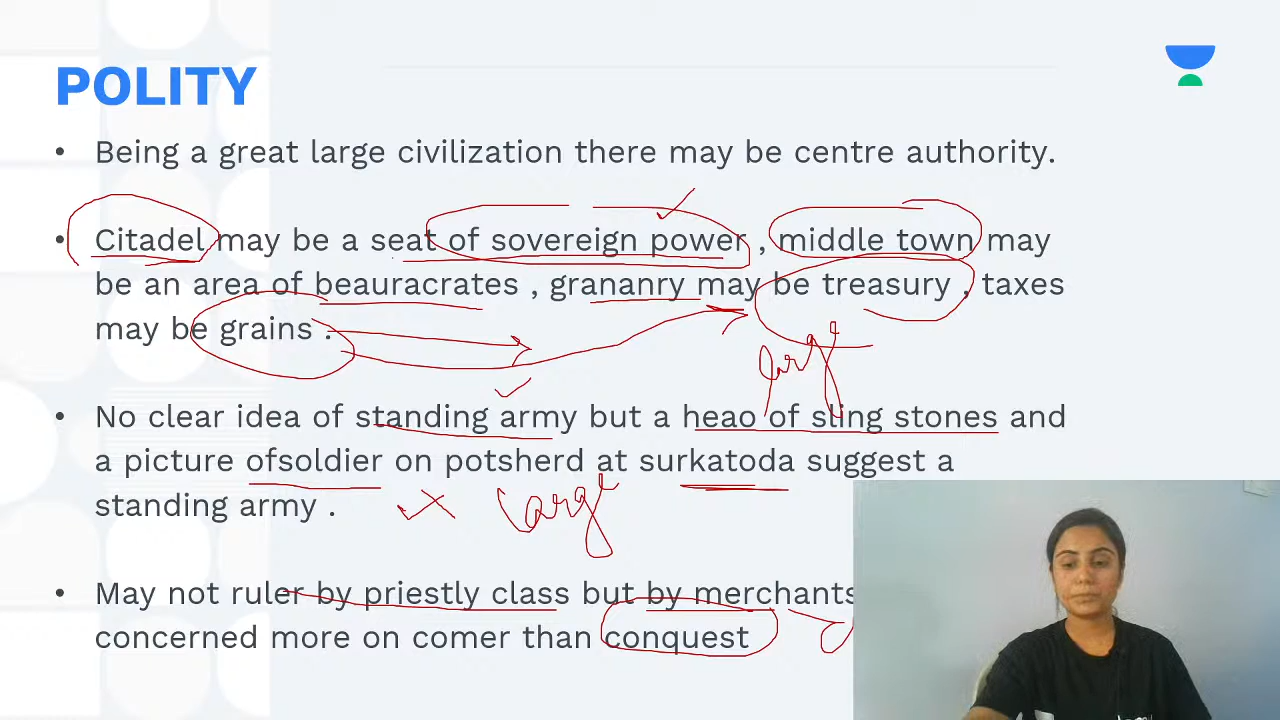 POLITY
• Being a great large civilization there may be centre authority.
• Citadel may be a seat of sovereign power , middle town may
be an area of beauracrates , grananry may be treasury , taxes
may be grains .
large
• No clear idea of standing army but a heao of sling stones and
a picture ofsoldier on potsherd at surkatoda suggest a
standing army .
large
• May not ruler by priestly class but by merchants
concerned more on comer than conquest